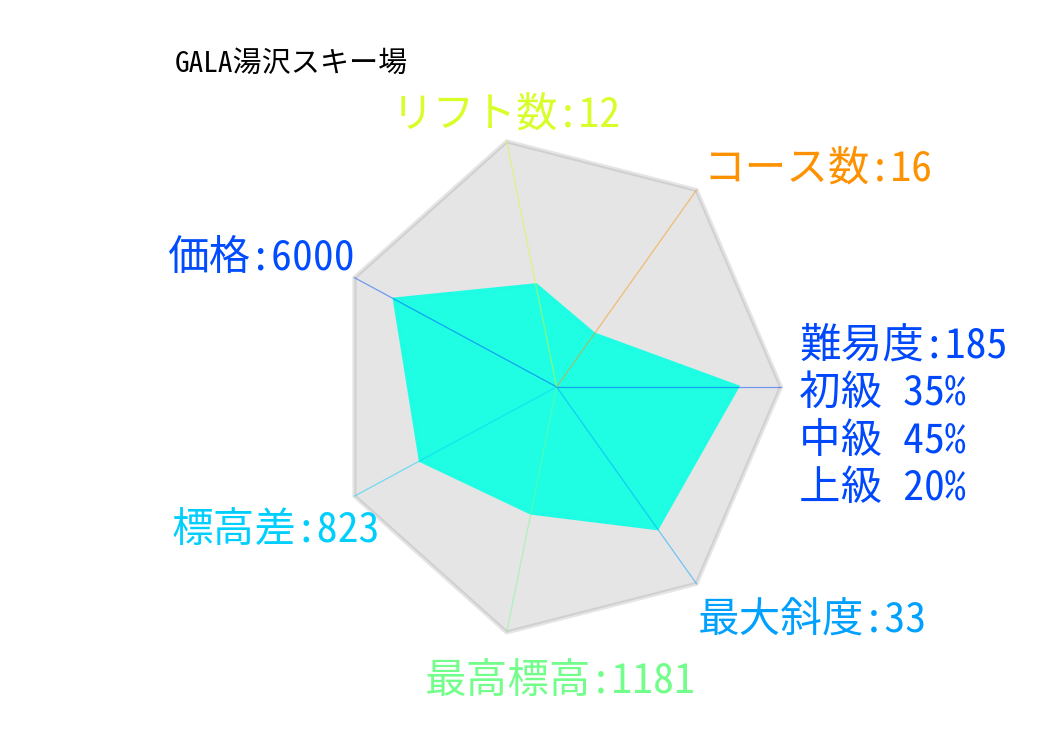 GALA湯沢スキー場
リフト数:12
コース数:16
価格:6000
難易度:185
初級 35%
中級 45%
上級 20%
標高差:823
最大斜度:33
最高標高:1181